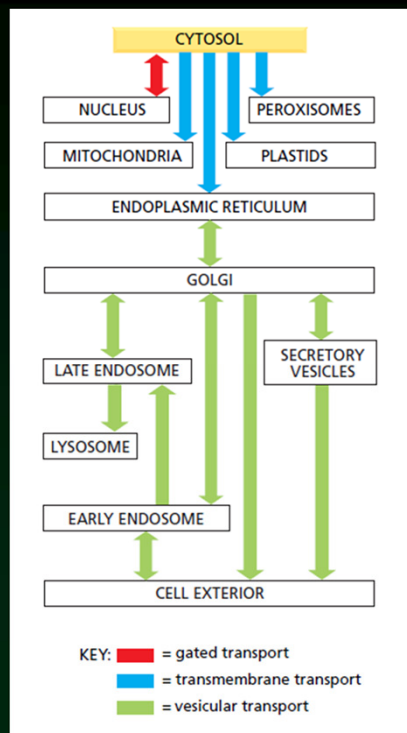 CYTOSOL
NUCLEUS
PEROXISOMES
MITOCHONDRIA
PLASTIDS
ENDOPLASMIC RETICULUM
GOLGI
LATE ENDOSOME
SECRETORY
VESICLES
LYSOSOME
EARLY ENDOSOME
CELL EXTERIOR
KEY: = gated transport
= transmembrane transport
= vesicular transport